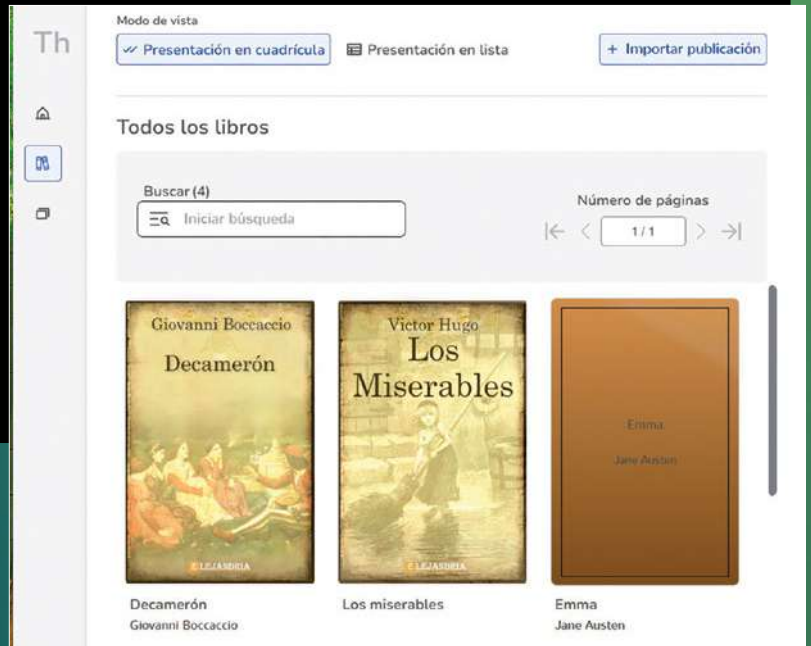 Modo de vista
Th
Presentación en cuadrícula
Presentación en lista
+ Importar publicación
Todos los libros
Buscar (4)
Iniciar búsqueda
Número de páginas
1 / 1
Giovanni Boccaccio
Decamerón
ELEJANDRIA
Victor Hugo
Los
Miserables
ELEJANDRIA
Emma
Jane Austen
Decamerón
Giovanni Boccaccio
Los miserables
Emma
Jane Austen